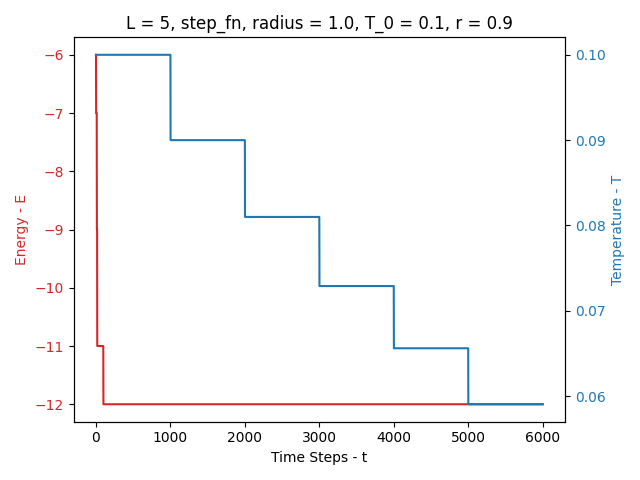 L = 5, step_fn, radius = 1.0, T_0 = 0.1, r = 0.9
Energy - E
−6
−7
−8
−9
−10
−11
−12
0.10
0.09
0.08
0.07
0.06
Temperature - T
0 1000 2000 3000 4000 5000 6000
Time Steps - t